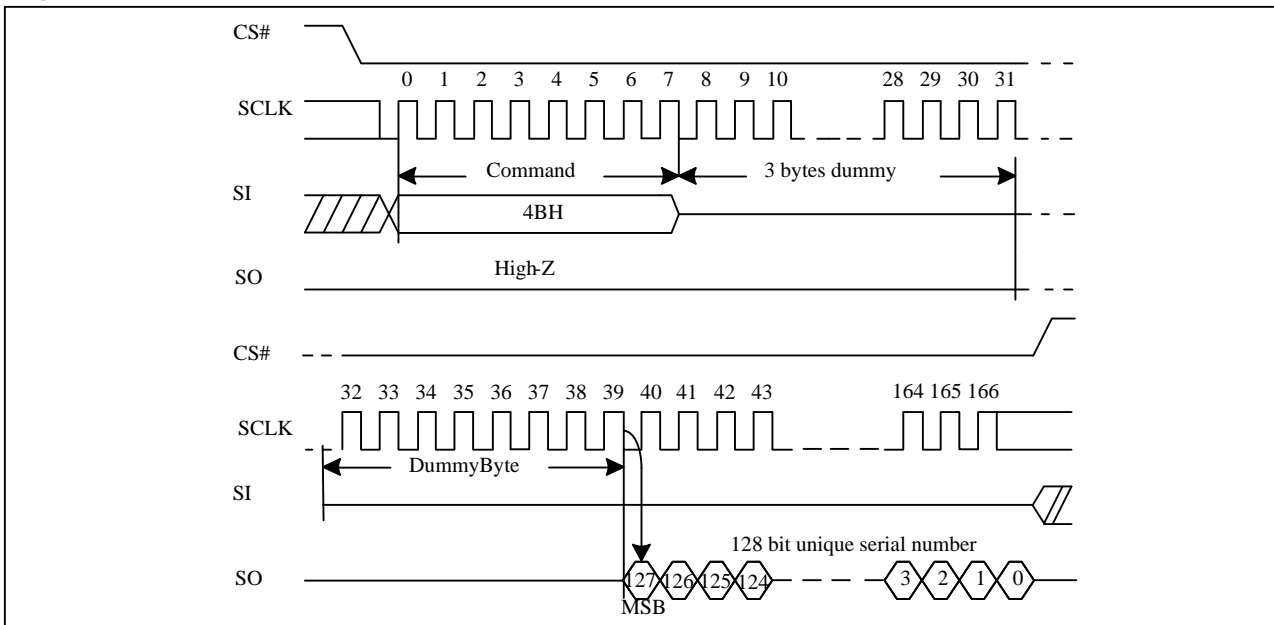 CS#
0 1 2 3 4 5 6 7 8 9 10 28 29 30 31
SCLK
Command 3 bytes dummy
SI
4BH
High-Z
SO
CS#
32 33 34 35 36 37 38 39 40 41 42 43 164 165 166
SCLK
DummyByte
SI
128 bit unique serial number
SO 127 126 125 124 3 2 1 0
MSB